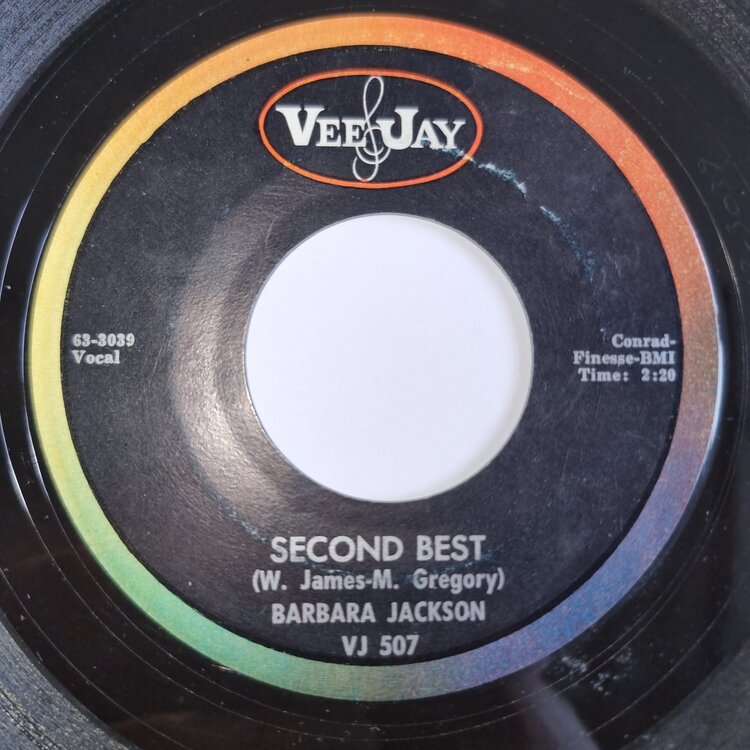 VEE JAY
63-3039
Vocal
Conrad-
Finesse-BMI
Time: 2:20
SECOND BEST
(W. James-M. Gregory)
BARBARA JACKSON
VJ 507